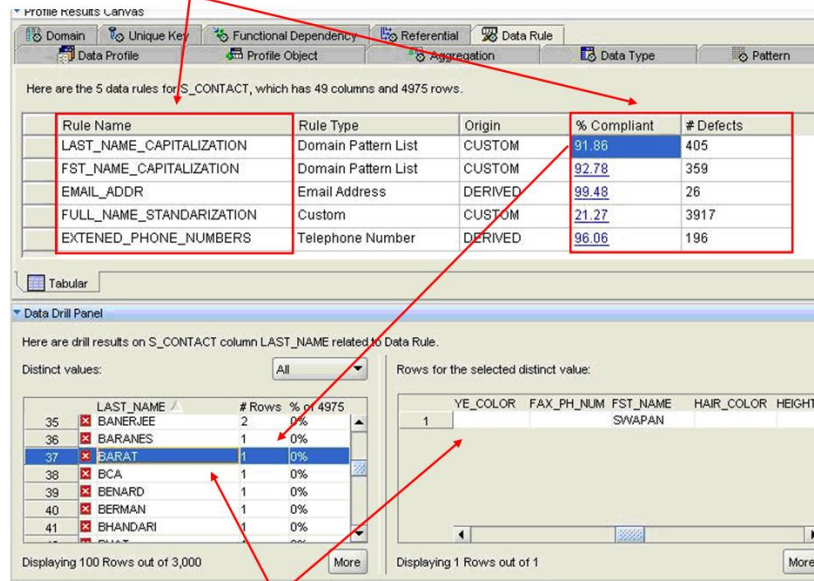 Profile Results Canvas
Domain Unique Key Functional Dependency Referential Data Rule
Data Profile Profile Object Aggregation Data Type Pattern
Here are the 5 data rules for S_CONTACT, which has 49 columns and 4975 rows.
Rule Name Rule Type Origin % Compliant # Defects
LAST_NAME_CAPITALIZATION Domain Pattern List CUSTOM 91.86 405
FST_NAME_CAPITALIZATION Domain Pattern List CUSTOM 92.78 359
EMAIL_ADDR Email Address DERIVED 99.48 26
FULL_NAME_STANDARIZATION Custom CUSTOM 21.27 3917
EXTENED_PHONE_NUMBERS Telephone Number DERIVED 96.06 196
Tabular
Data Drill Panel
Here are drill results on S_CONTACT column LAST_NAME related to Data Rule.
Distinct values: All
LAST_NAME # Rows % of 4975
35 BANERJEE 2 0%
36 BARANES 1 0%
37 BARAT 1 0%
38 BCA 1 0%
39 BENARD 1 0%
40 BERMAN 1 0%
41 BHANDARI 1 0%
Displaying 100 Rows out of 3,000 More
Rows for the selected distinct value:
YE_COLOR FAX_PH_NUM FST_NAME HAIR_COLOR HEIGHT
1 SWAPAN
Displaying 1 Rows out of 1 More